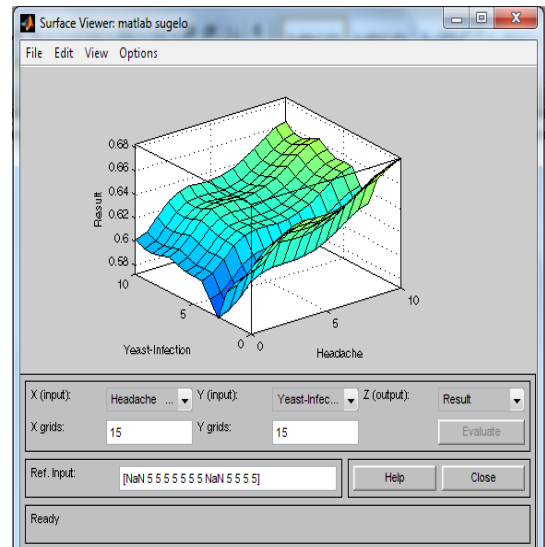 Surface Viewer: matlab sugelo
File Edit View Options
0.68
0.66
0.64
0.62
0.6
0.58
Result
10
5
0
Yeast-Infection
0
5
10
Headache
X (input): Headache ... Y (input): Yeast-Infec... Z (output): Result
X grids: 15 Y grids: 15 Evaluate
Ref. Input: [NaN 5 5 5 5 5 5 5 NaN 5 5 5 5] Help Close
Ready